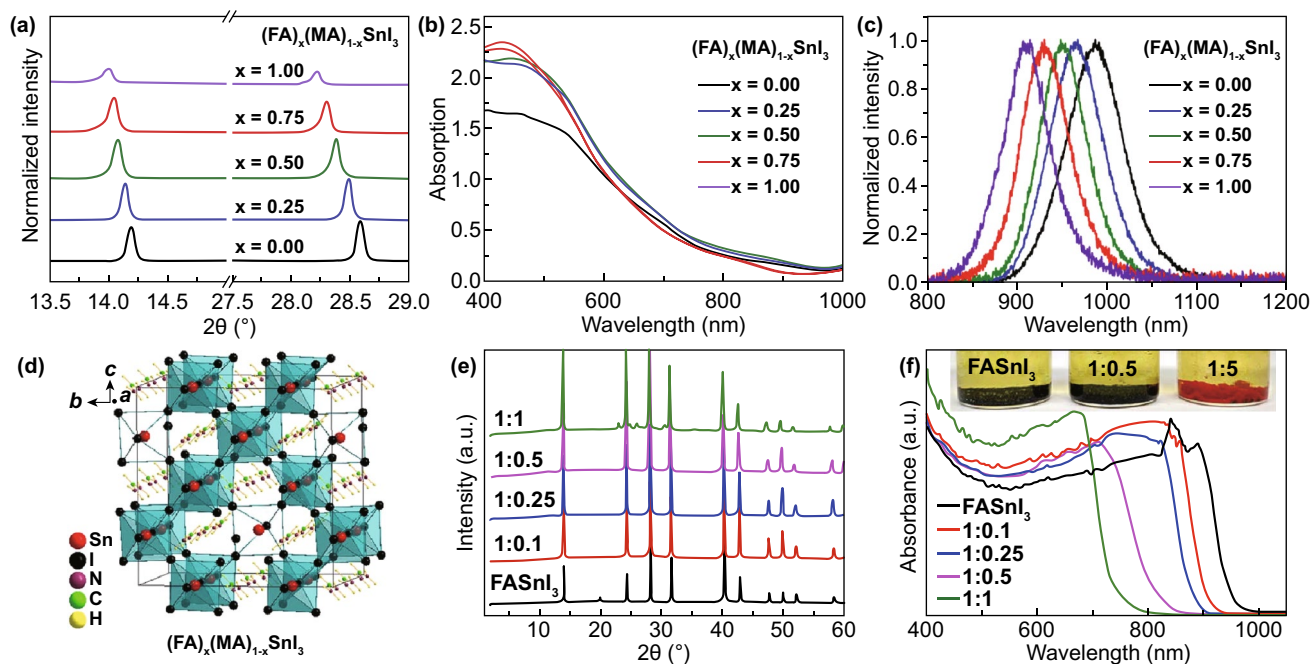 (a)
(FA)ₓ(MA)₁₋ₓSnI₃
x = 1.00
x = 0.75
x = 0.50
x = 0.25
x = 0.00
Normalized intensity
13.5 14.0 14.5 27.5 28.0 28.5 29.0
2θ (°)
(b)
(FA)ₓ(MA)₁₋ₓSnI₃
x = 0.00
x = 0.25
x = 0.50
x = 0.75
x = 1.00
Absorption
2.5
2.0
1.5
1.0
0.5
0.0
400 600 800 1000
Wavelength (nm)
(c)
(FA)ₓ(MA)₁₋ₓSnI₃
x = 0.00
x = 0.25
x = 0.50
x = 0.75
x = 1.00
Normalized intensity
1.0
0.8
0.6
0.4
0.2
0.0
800 900 1000 1100 1200
Wavelength (nm)
(d)
c
b a
Sn
I
N
C
H
(FA)ₓ(MA)₁₋ₓSnI₃
(e)
1:1
1:0.5
1:0.25
1:0.1
FASnI₃
Intensity (a.u.)
10 20 30 40 50 60
2θ (°)
(f)
FASnI₃ 1:0.5 1:5
FASnI₃
1:0.1
1:0.25
1:0.5
1:1
Absorbance (a.u.)
400 600 800 1000
Wavelength (nm)